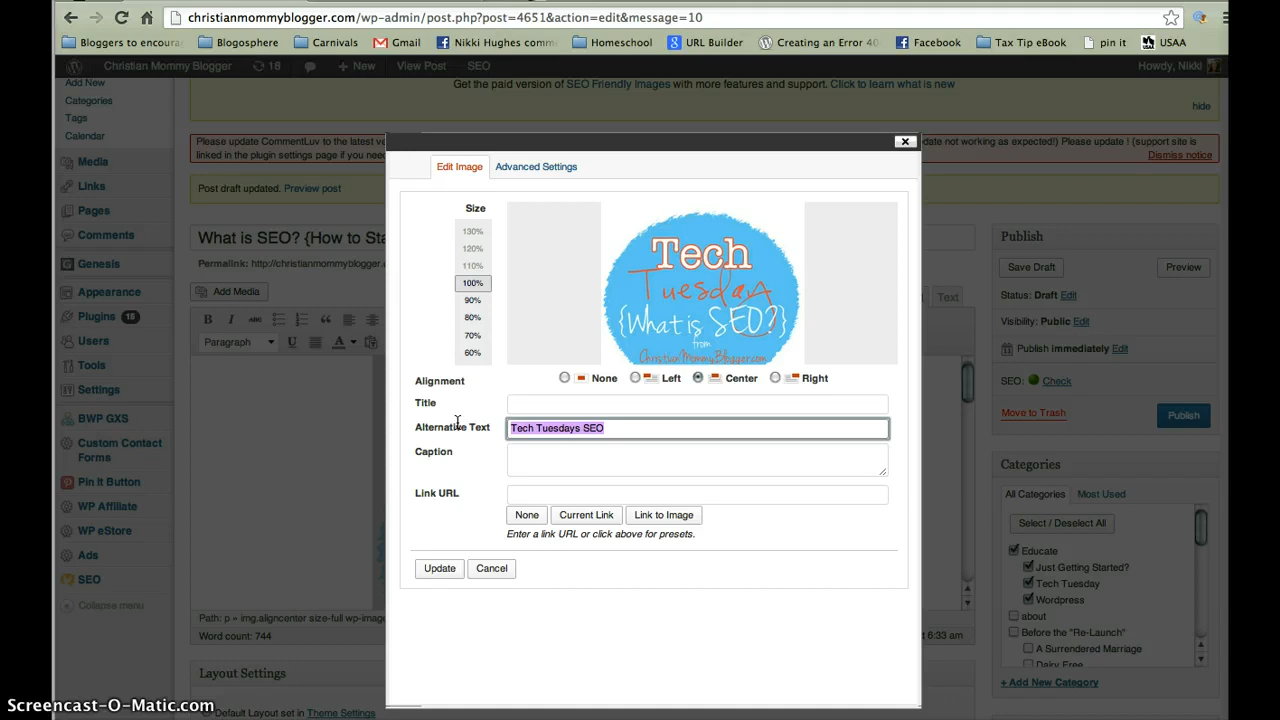 christianmommyblogger.com/wp-admin/post.php?post=4651&action=edit&message=10
Bloggers to encoura Blogosphere Carnivals Gmail Nikki Hughes comm Homeschool URL Builder Creating an Error 40 Facebook Tax Tip eBook pin it USAA
Christian Mommy Blogger 18 New View Post SEO Howdy, Nikki
Add New
Categories
Tags
Calendar
Media
Links
Pages
Comments
Genesis
Appearance
Plugins 15
Users
Tools
Settings
BWP GXS
Custom Contact
Forms
Pin It Button
WP Affiliate
WP eStore
Ads
SEO
Collapse menu
Get the paid version of SEO Friendly Images with more features and support. Click to learn what is new
hide
Please update CommentLuv to the latest ve
date not working as expected!) Please update ! (support site is
linked in the plugin settings page if you nee
Dismiss notice
Post draft updated. Preview post
What is SEO? {How to Sta
Permalink: http://christianmommyblogger.
Add Media
Text
B I ABC
Paragraph U A
Path: p » img.aligncenter size-full wp-image
Word count: 744
6:33 am
Layout Settings
Default Layout set in Theme Settings
Edit Image Advanced Settings
Size
130%
120%
110%
100%
90%
80%
70%
60%
Tech
Tuesday
{What is SEO?}
from
ChristianMommyBlogger.com
Alignment None Left Center Right
Title
Alternative Text Tech Tuesdays SEO
Caption
Link URL
None Current Link Link to Image
Enter a link URL or click above for presets.
Update Cancel
Publish
Save Draft Preview
Status: Draft Edit
Visibility: Public Edit
Publish immediately Edit
SEO: Check
Move to Trash Publish
Categories
All Categories Most Used
Select / Deselect All
Educate
Just Getting Started?
Tech Tuesday
Wordpress
about
Before the "Re-Launch"
A Surrendered Marriage
Dairy Free
+ Add New Category
Screencast-O-Matic.com